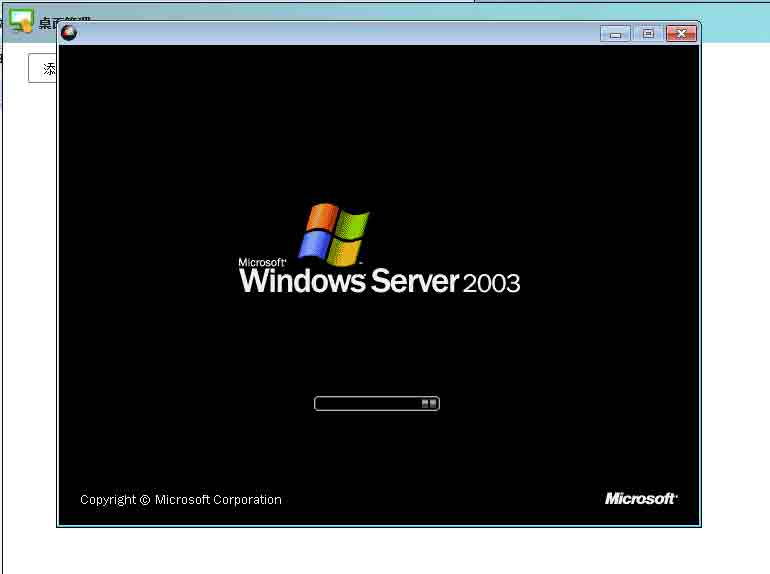 桌面管理
添
Microsoft
Windows Server 2003
Copyright © Microsoft Corporation
Microsoft